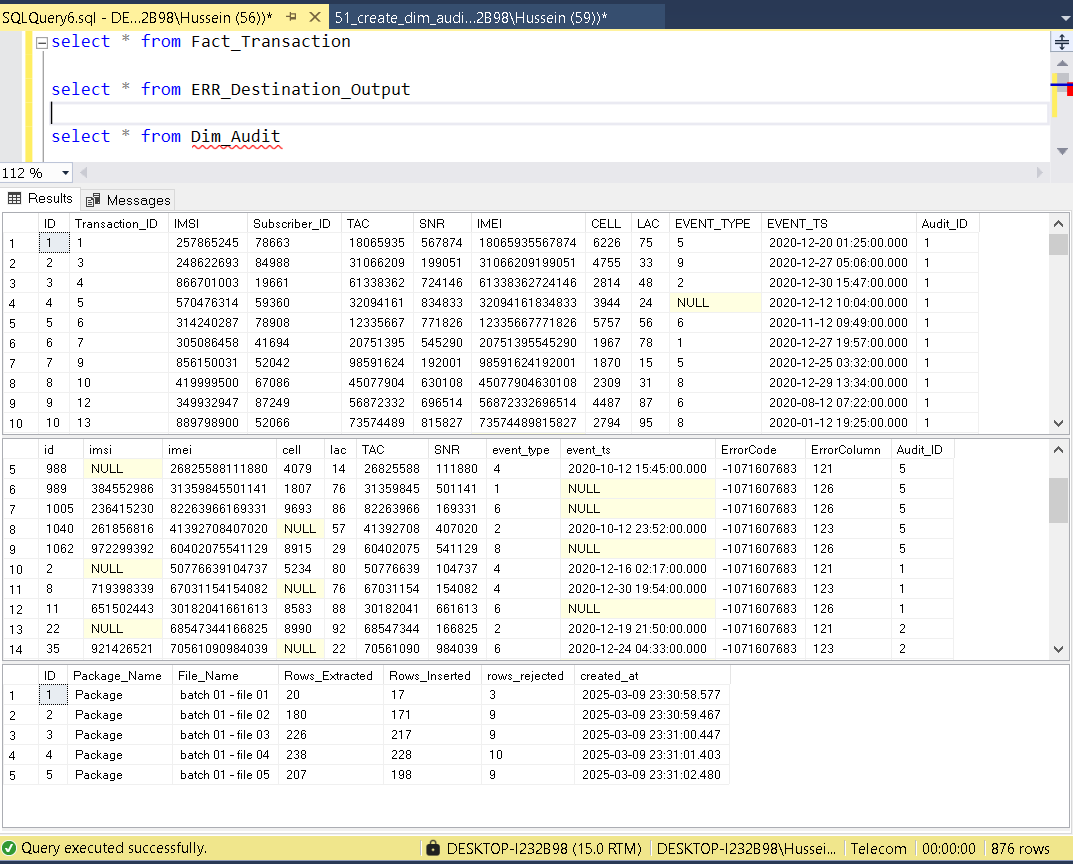 SQLQuery6.sql - DE...2B98\Hussein (56))* 51_create_dim_audi...2B98\Hussein (59))*
select * from Fact_Transaction
select * from ERR_Destination_Output
select * from Dim_Audit
112 %
Results Messages
ID Transaction_ID IMSI Subscriber_ID TAC SNR IMEI CELL LAC EVENT_TYPE EVENT_TS Audit_ID
1 1 1 257865245 78663 18065935 567874 18065935567874 6226 75 5 2020-12-20 01:25:00.000 1
2 2 3 248622693 84988 31066209 199051 31066209199051 4755 33 9 2020-12-27 05:06:00.000 1
3 3 4 866701003 19661 61338362 724146 61338362724146 2814 48 2 2020-12-30 15:47:00.000 1
4 4 5 570476314 59360 32094161 834833 32094161834833 3944 24 NULL 2020-12-12 10:04:00.000 1
5 5 6 314240287 78908 12335667 771826 12335667771826 5757 56 6 2020-11-12 09:49:00.000 1
6 6 7 305086458 41694 20751395 545290 20751395545290 1967 78 1 2020-12-27 19:57:00.000 1
7 7 9 856150031 52042 98591624 192001 98591624192001 1870 15 5 2020-12-25 03:32:00.000 1
8 8 10 419999500 67086 45077904 630108 45077904630108 2309 31 8 2020-12-29 13:34:00.000 1
9 9 12 349932947 87249 56872332 696514 56872332696514 4487 87 6 2020-08-12 07:22:00.000 1
10 10 13 889798900 52066 73574489 815827 73574489815827 2794 95 8 2020-01-12 19:25:00.000 1
id imsi imei cell lac TAC SNR event_type event_ts ErrorCode ErrorColumn Audit_ID
5 988 NULL 26825588111880 4079 14 26825588 111880 4 2020-10-12 15:45:00.000 -1071607683 121 5
6 989 384552986 31359845501141 1807 76 31359845 501141 1 NULL -1071607683 126 5
7 1005 236415230 82263966169331 9693 86 82263966 169331 6 NULL -1071607683 126 5
8 1040 261856816 41392708407020 NULL 57 41392708 407020 2 2020-10-12 23:52:00.000 -1071607683 123 5
9 1062 972299392 60402075541129 8915 29 60402075 541129 8 NULL -1071607683 126 5
10 2 NULL 50776639104737 5234 80 50776639 104737 4 2020-12-16 02:17:00.000 -1071607683 121 1
11 8 719398339 67031154154082 NULL 76 67031154 154082 4 2020-12-30 19:54:00.000 -1071607683 123 1
12 11 651502443 30182041661613 8583 88 30182041 661613 6 NULL -1071607683 126 1
13 22 NULL 68547344166825 8990 92 68547344 166825 2 2020-12-19 21:50:00.000 -1071607683 121 2
14 35 921426521 70561090984039 NULL 22 70561090 984039 6 2020-12-24 04:33:00.000 -1071607683 123 2
ID Package_Name File_Name Rows_Extracted Rows_Inserted rows_rejected created_at
1 1 Package batch 01 - file 01 20 17 3 2025-03-09 23:30:58.577
2 2 Package batch 01 - file 02 180 171 9 2025-03-09 23:30:59.467
3 3 Package batch 01 - file 03 226 217 9 2025-03-09 23:31:00.447
4 4 Package batch 01 - file 04 238 228 10 2025-03-09 23:31:01.403
5 5 Package batch 01 - file 05 207 198 9 2025-03-09 23:31:02.480
Query executed successfully. DESKTOP-I232B98 (15.0 RTM) DESKTOP-I232B98\Hussei... Telecom 00:00:00 876 rows